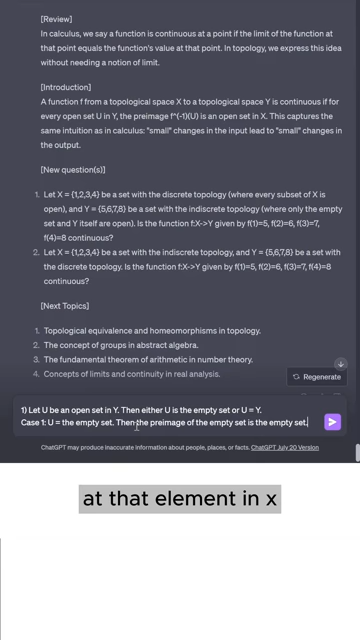 [Review]
In calculus, we say a function is continuous at a point if the limit of the function
at that point equals the function's value at that point. In topology, we express this idea
without needing a notion of limit.
[Introduction]
A function f from a topological space X to a topological space Y is continuous if for
every open set U in Y, the preimage f^(-1)(U) is an open set in X. This captures the
same intuition as in calculus: "small" changes in the input lead to "small" changes in
the output.
[New question(s)]
1. Let X = {1,2,3,4} be a set with the discrete topology (where every subset of X is
open), and Y = {5,6,7,8} be a set with the indiscrete topology (where only the empty
set and Y itself are open). Is the function f:X->Y given by f(1)=5, f(2)=6, f(3)=7,
f(4)=8 continuous?
2. Let X = {1,2,3,4} be a set with the indiscrete topology, and Y = {5,6,7,8} be a set
with the discrete topology. Is the function f:X->Y given by f(1)=5, f(2)=6, f(3)=7,
f(4)=8 continuous?
[Next Topics]
1. Topological equivalence and homeomorphisms in topology.
2. The concept of groups in abstract algebra.
3. The fundamental theorem of arithmetic in number theory.
4. Concepts of limits and continuity in real analysis.
Regenerate
1) Let U be an open set in Y. Then either U is the empty set or U = Y.
Case 1: U = the empty set. Then the preimage of the empty set is the empty set.
ChatGPT may produce inaccurate information about people, places, or facts. ChatGPT July 20 Version
at that element in x